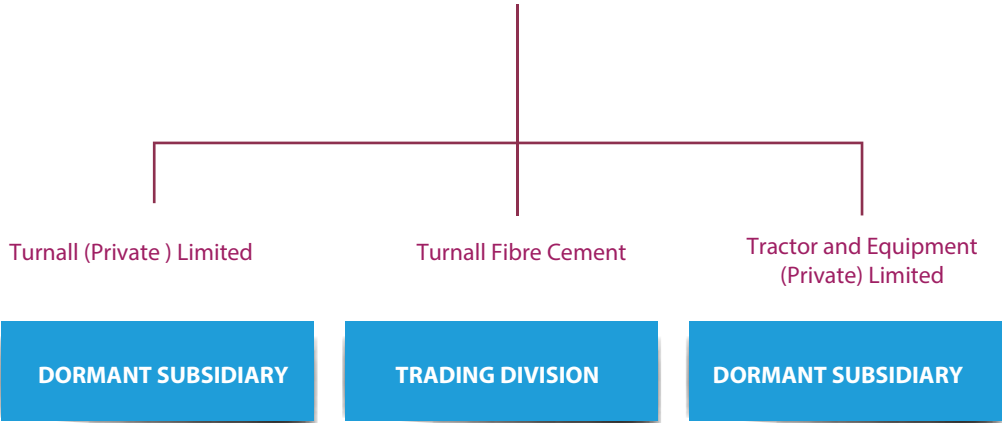 Turnall (Private ) Limited
Turnall Fibre Cement
Tractor and Equipment
(Private) Limited
DORMANT SUBSIDIARY
TRADING DIVISION
DORMANT SUBSIDIARY